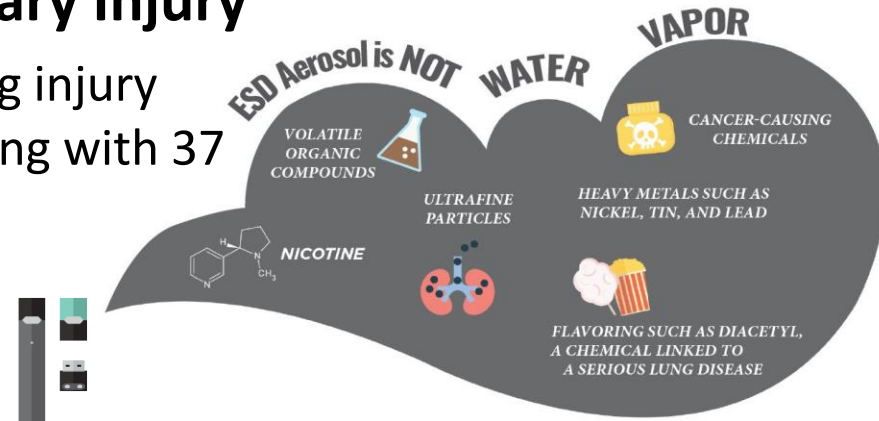 ary Injury
g injury
ng with 37
ESD Aerosol is NOT WATER VAPOR
VOLATILE
ORGANIC
COMPOUNDS
CANCER-CAUSING
CHEMICALS
ULTRAFINE
PARTICLES
HEAVY METALS SUCH AS
NICKEL, TIN, AND LEAD
H
N
CH3
N
NICOTINE
FLAVORING SUCH AS DIACETYL,
A CHEMICAL LINKED TO
A SERIOUS LUNG DISEASE